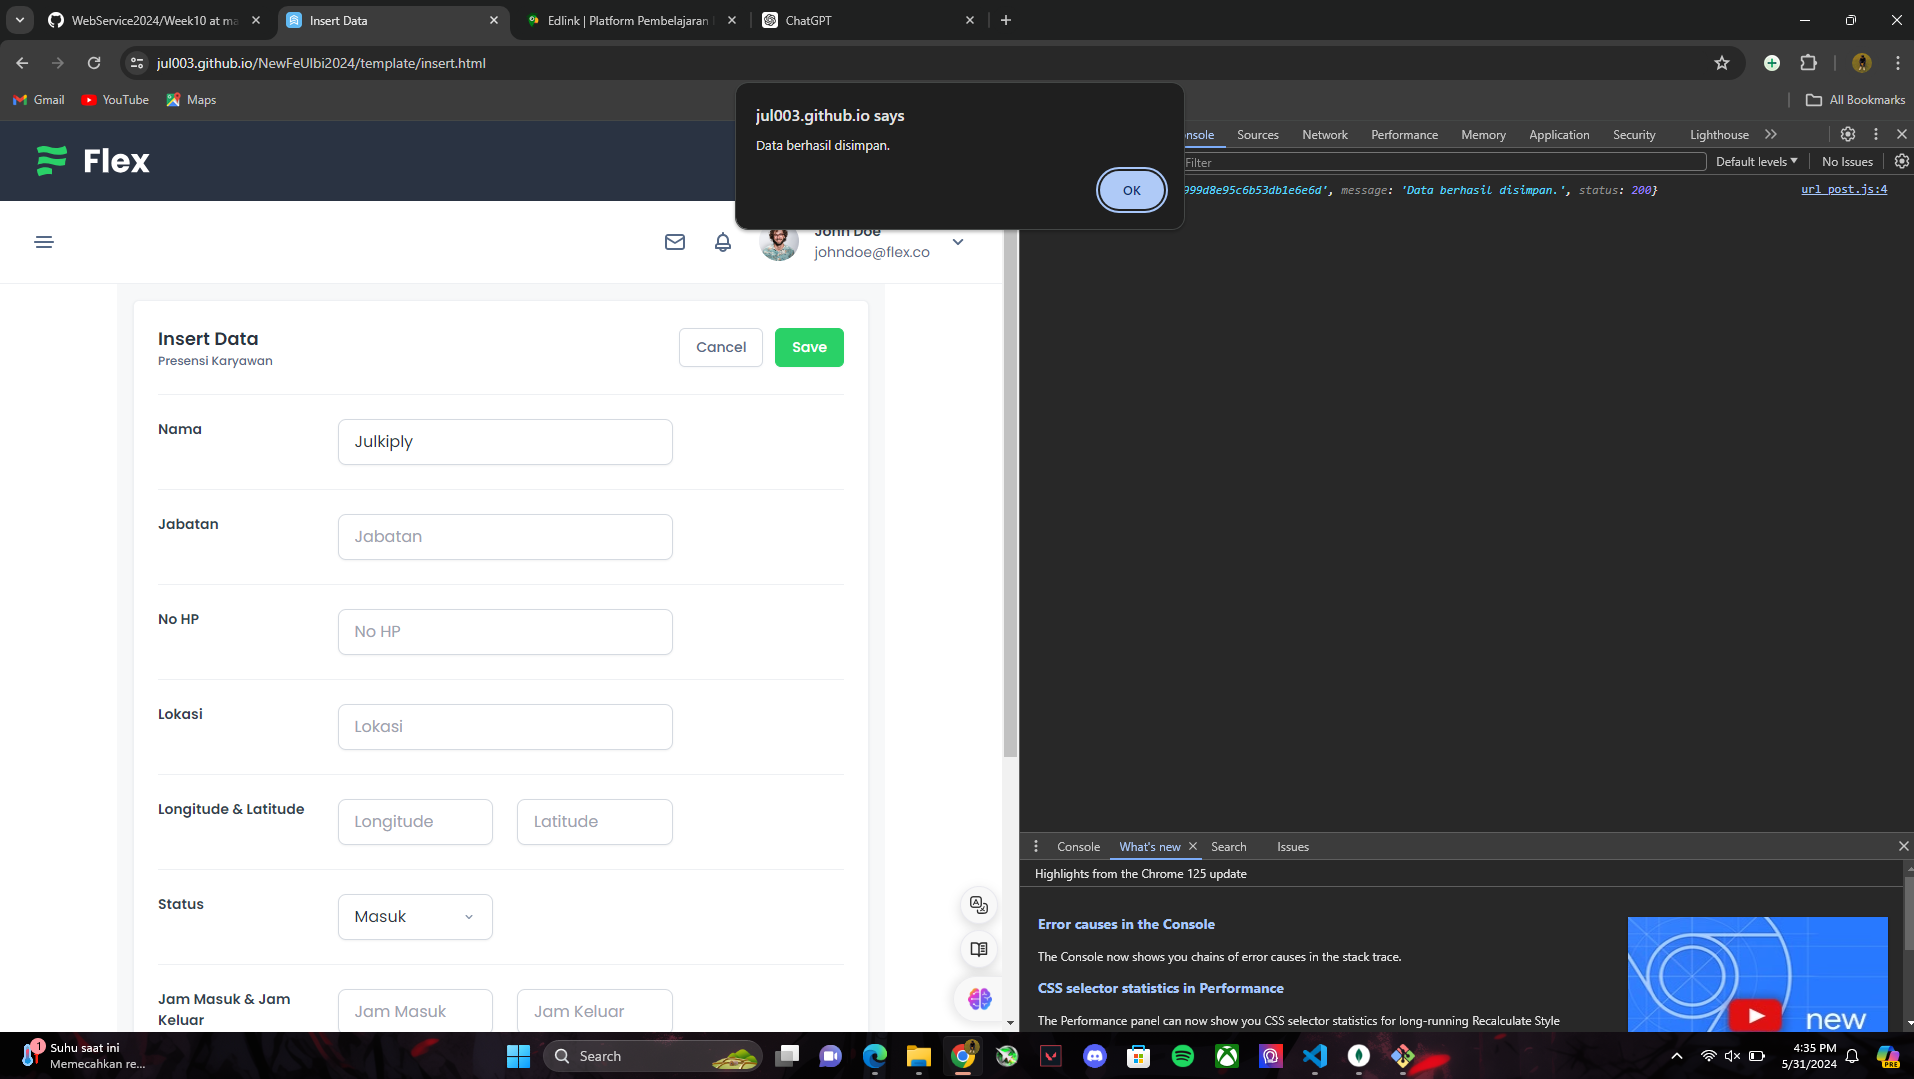 WebService2024/Week10 at ma
Insert Data
Edlink | Platform Pembelajaran
ChatGPT
jul003.github.io/NewFeUlbi2024/template/insert.html
Gmail
YouTube
Maps
All Bookmarks
jul003.github.io says
Data berhasil disimpan.
OK
Flex
John Doe
johndoe@flex.co
nsole
Sources
Network
Performance
Memory
Application
Security
Lighthouse
Filter
Default levels
No Issues
999d8e95c6b53db1e6e6d', message: 'Data berhasil disimpan.', status: 200}
url_post.js:4
Insert Data
Presensi Karyawan
Cancel
Save
Nama
Julkiply
Jabatan
Jabatan
No HP
No HP
Lokasi
Lokasi
Longitude & Latitude
Longitude
Latitude
Status
Masuk
Jam Masuk & Jam
Keluar
Jam Masuk
Jam Keluar
Console
What's new
Search
Issues
Highlights from the Chrome 125 update
Error causes in the Console
The Console now shows you chains of error causes in the stack trace.
CSS selector statistics in Performance
The Performance panel can now show you CSS selector statistics for long-running Recalculate Style
new
1
Suhu saat ini
Memecahkan re...
Search
4:35 PM
5/31/2024
PRE